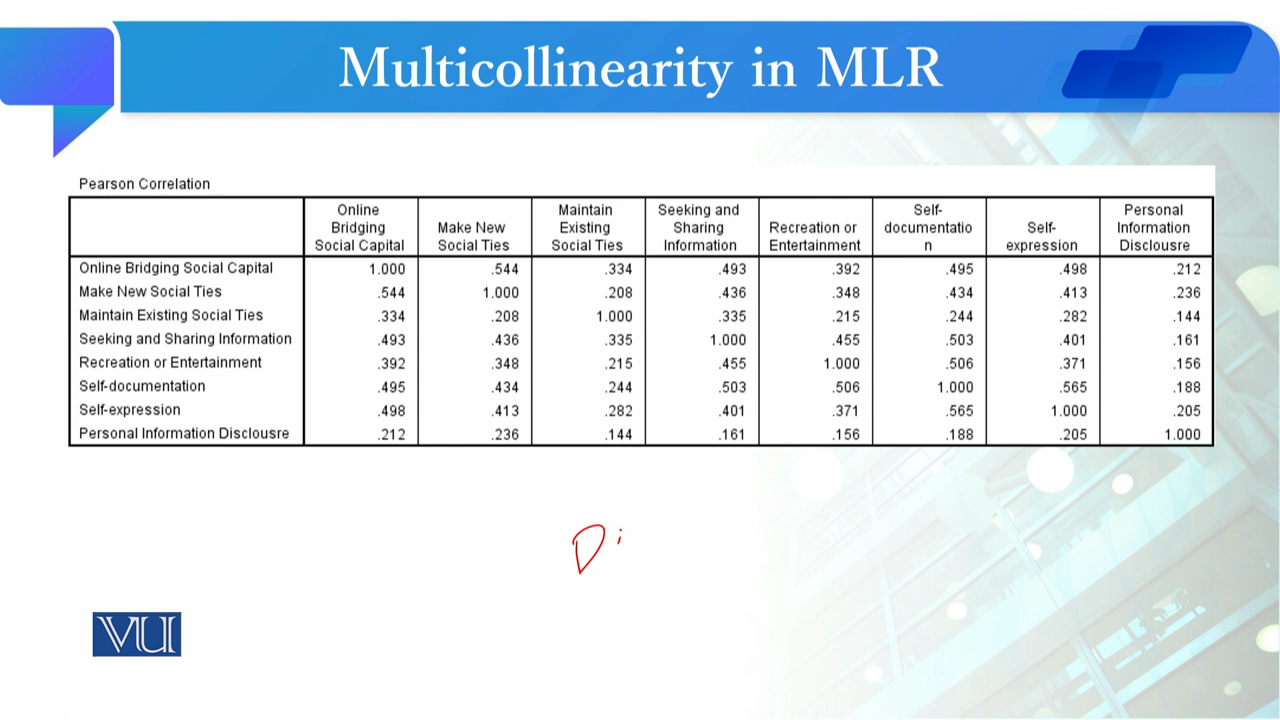 Multicollinearity in MLR
Pearson Correlation
Online Bridging Social Capital Make New Social Ties Maintain Existing Social Ties Seeking and Sharing Information Recreation or Entertainment Self-documentatio n Self-expression Personal Information Disclousre
Online Bridging Social Capital 1.000 .544 .334 .493 .392 .495 .498 .212
Make New Social Ties .544 1.000 .208 .436 .348 .434 .413 .236
Maintain Existing Social Ties .334 .208 1.000 .335 .215 .244 .282 .144
Seeking and Sharing Information .493 .436 .335 1.000 .455 .503 .401 .161
Recreation or Entertainment .392 .348 .215 .455 1.000 .506 .371 .156
Self-documentation .495 .434 .244 .503 .506 1.000 .565 .188
Self-expression .498 .413 .282 .401 .371 .565 1.000 .205
Personal Information Disclousre .212 .236 .144 .161 .156 .188 .205 1.000
Di
VU